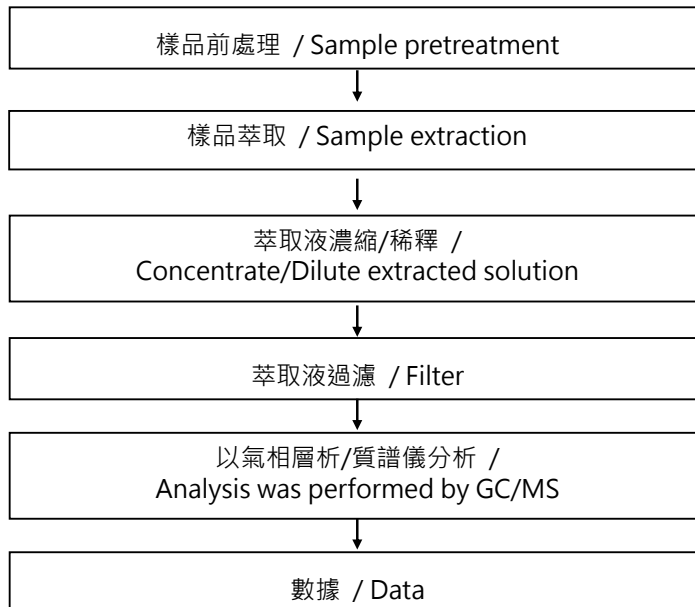 樣品前處理 / Sample pretreatment
樣品萃取 / Sample extraction
萃取液濃縮/稀釋 /
Concentrate/Dilute extracted solution
萃取液過濾 / Filter
以氣相層析/質譜儀分析 /
Analysis was performed by GC/MS
數據 / Data